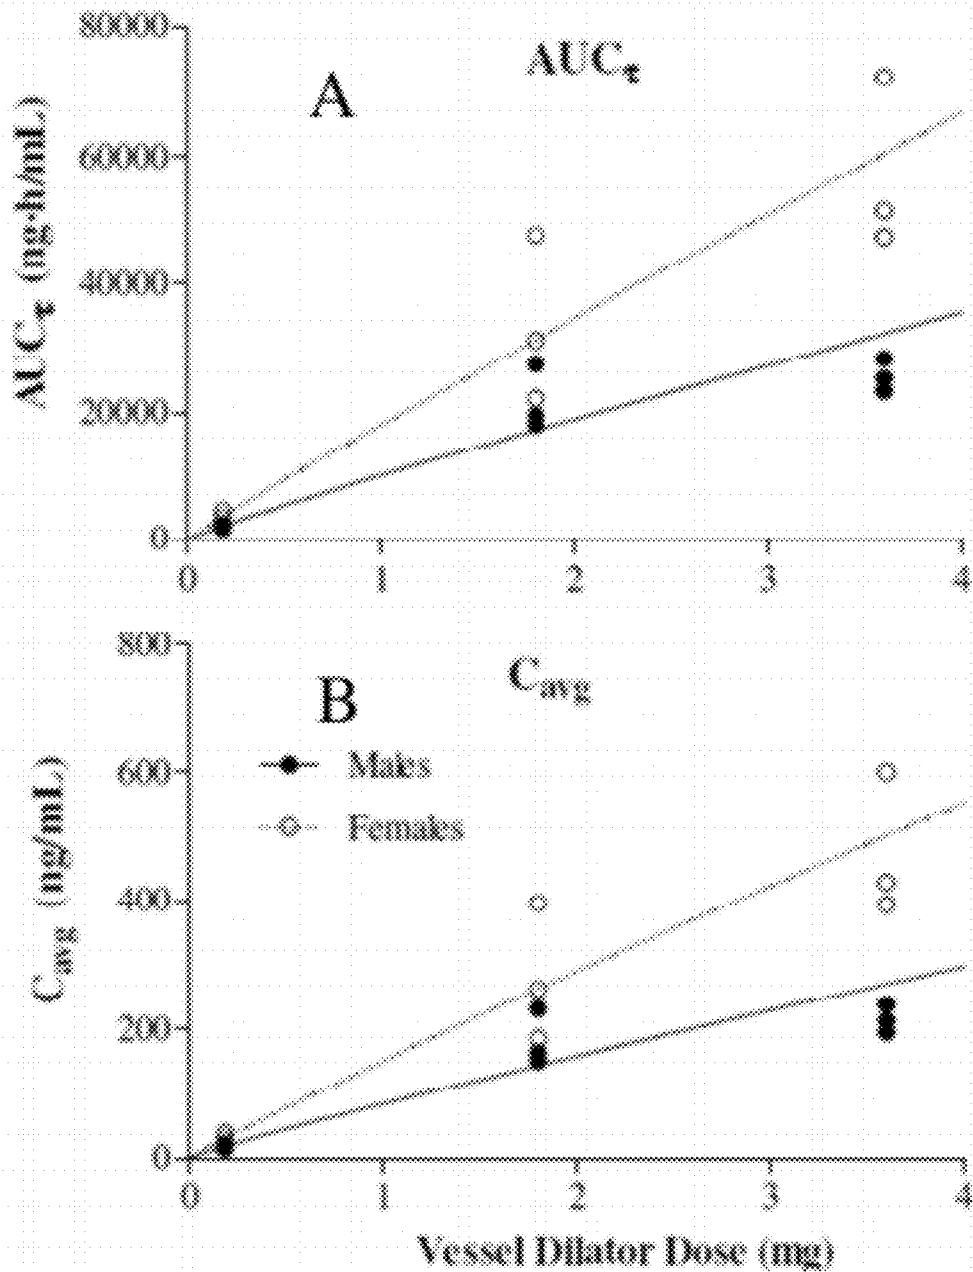 80000
AUCτ
A
60000
AUCτ (ng·h/mL)
40000
20000
0
0 1 2 3 4
800
Cavg
B
600
Males
Females
Cavg (ng/mL)
400
200
0
0 1 2 3 4
Vessel Dilator Dose (mg)